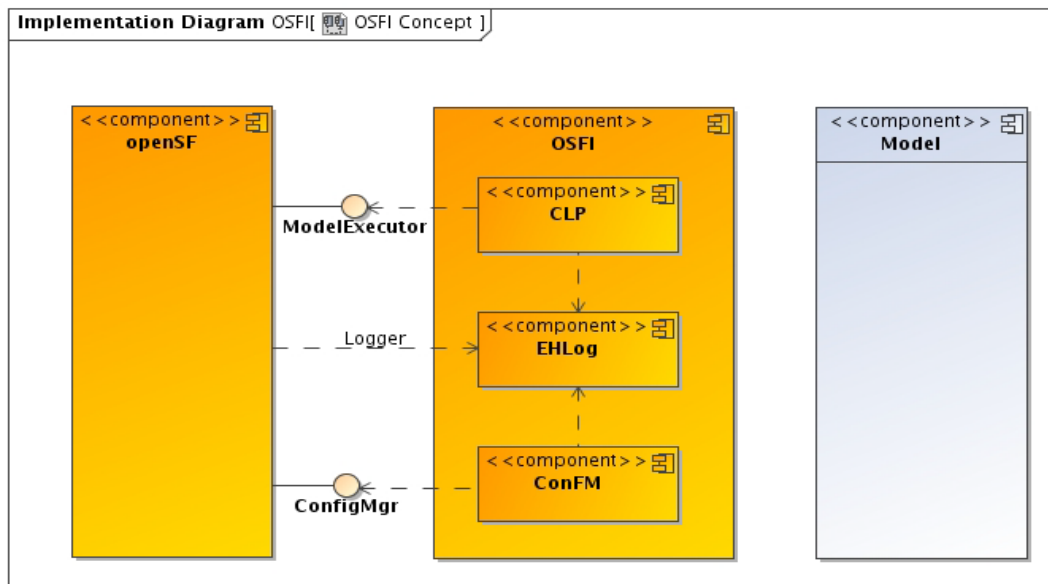 Implementation Diagram OSFI[ OSFI Concept ]
< <component> >
openSF
< <component> >
OSFI
< <component> >
Model
< <component> >
CLP
ModelExecutor
Logger
< <component> >
EHLog
< <component> >
ConFM
ConfigMgr